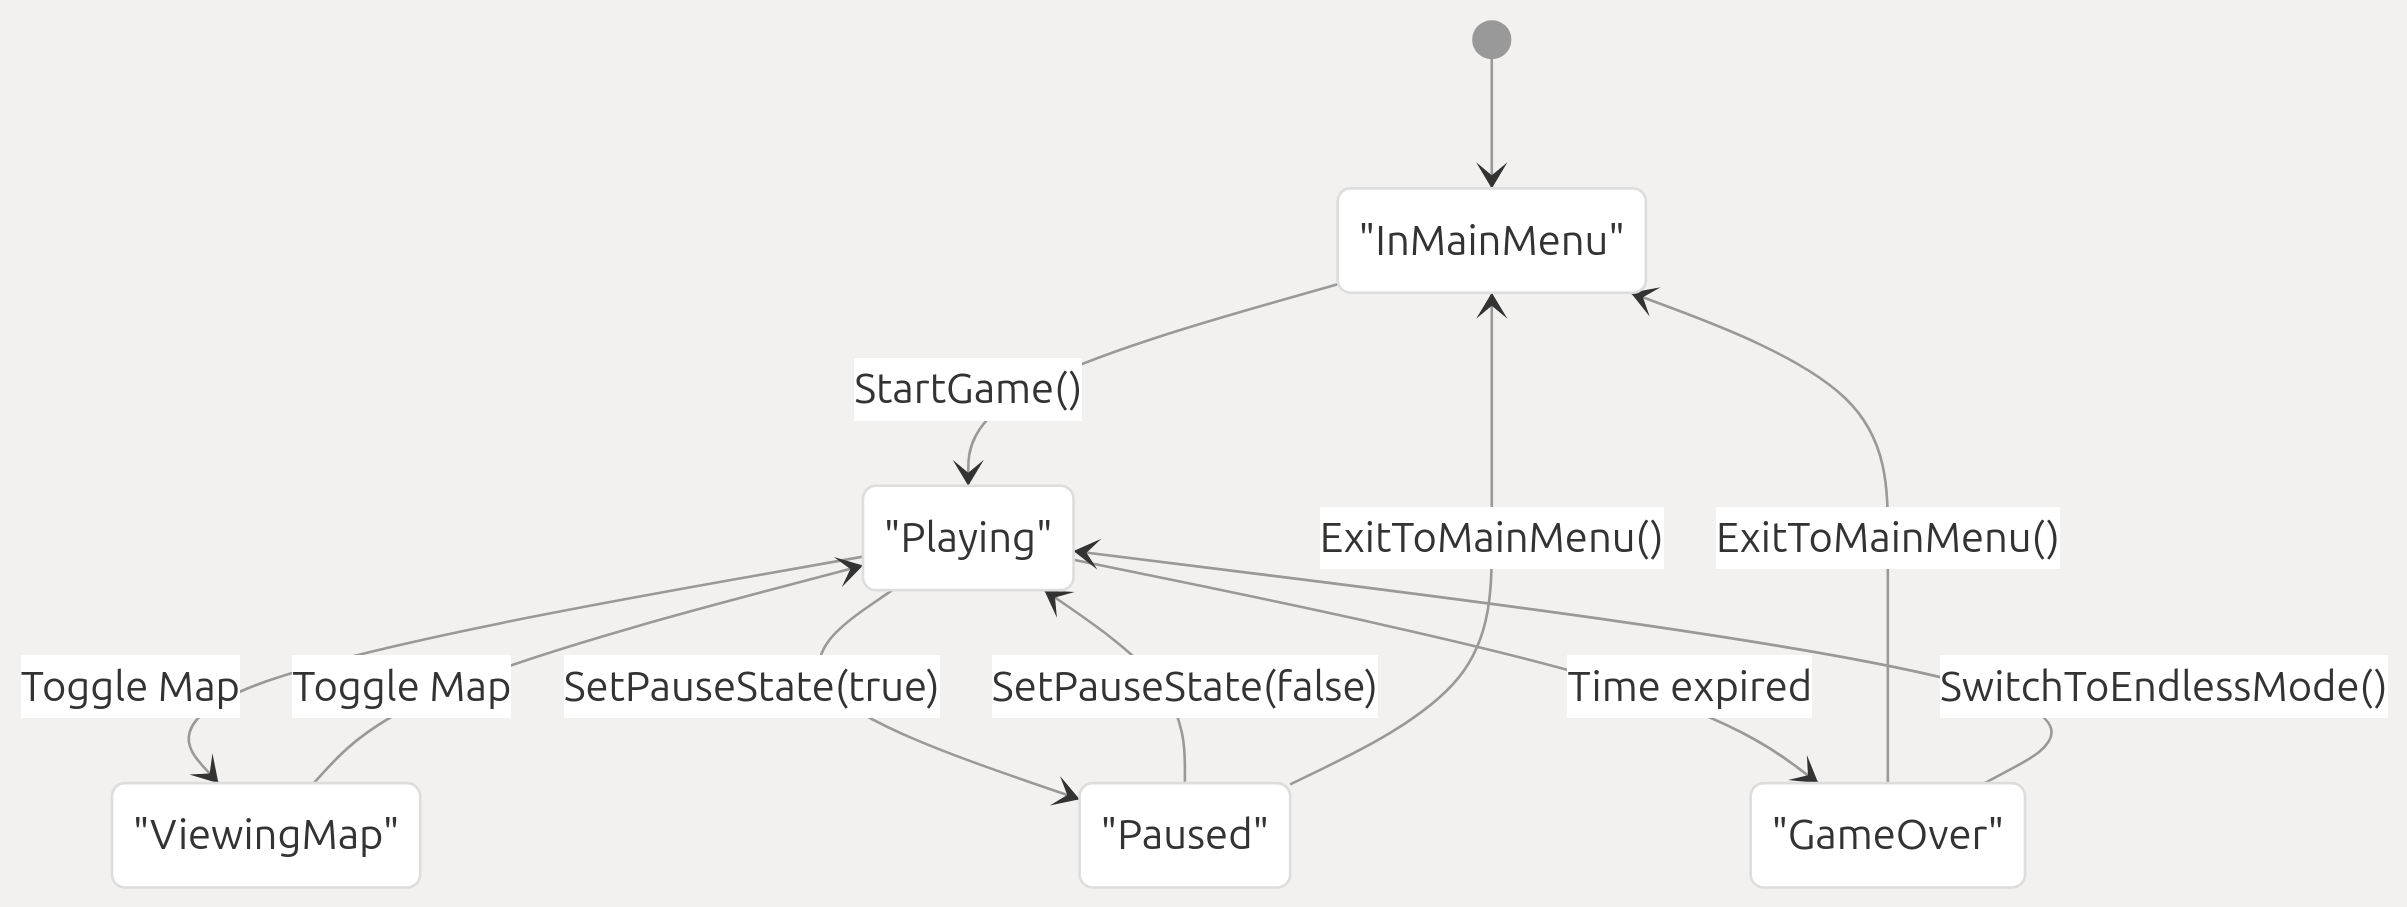 "InMainMenu"
StartGame()
"Playing"
ExitToMainMenu()
ExitToMainMenu()
Toggle Map
Toggle Map
SetPauseState(true)
SetPauseState(false)
Time expired
SwitchToEndlessMode()
"ViewingMap"
"Paused"
"GameOver"